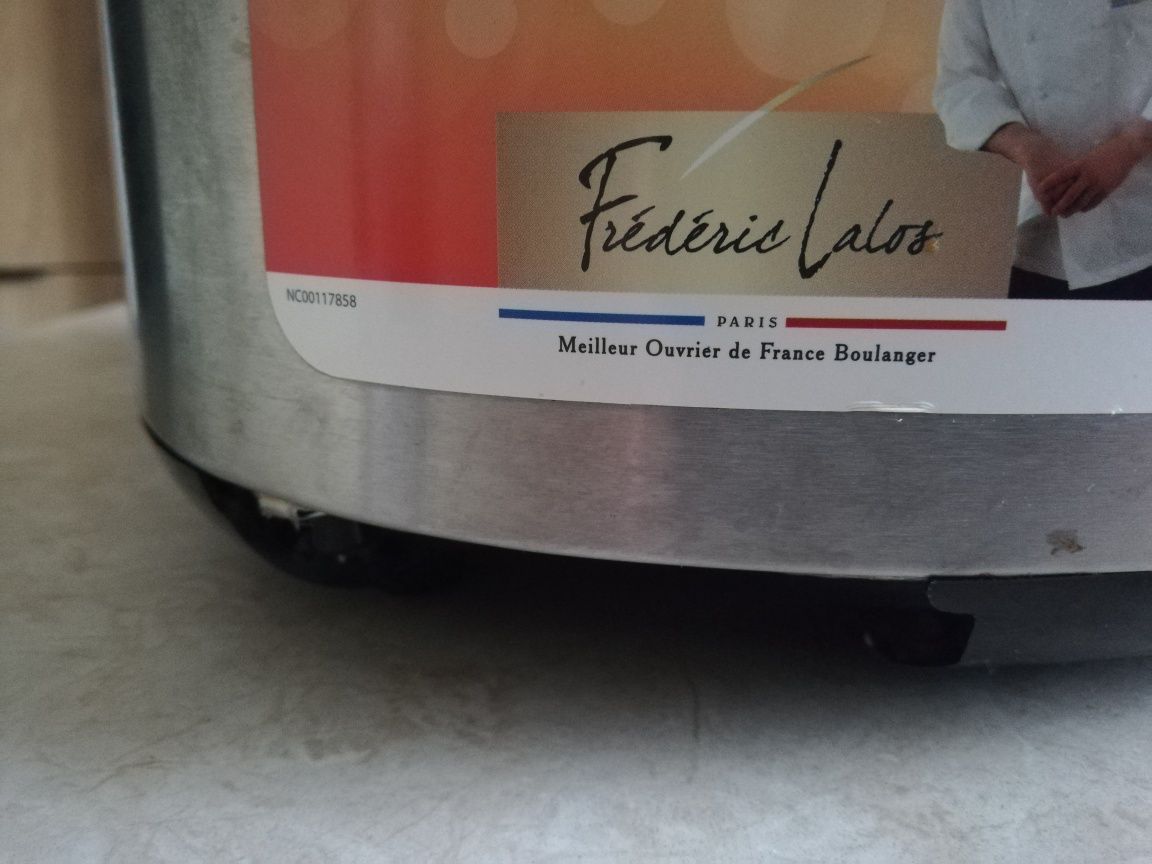 Frédéric Lalos
NC00117858
PARIS
Meilleur Ouvrier de France Boulanger